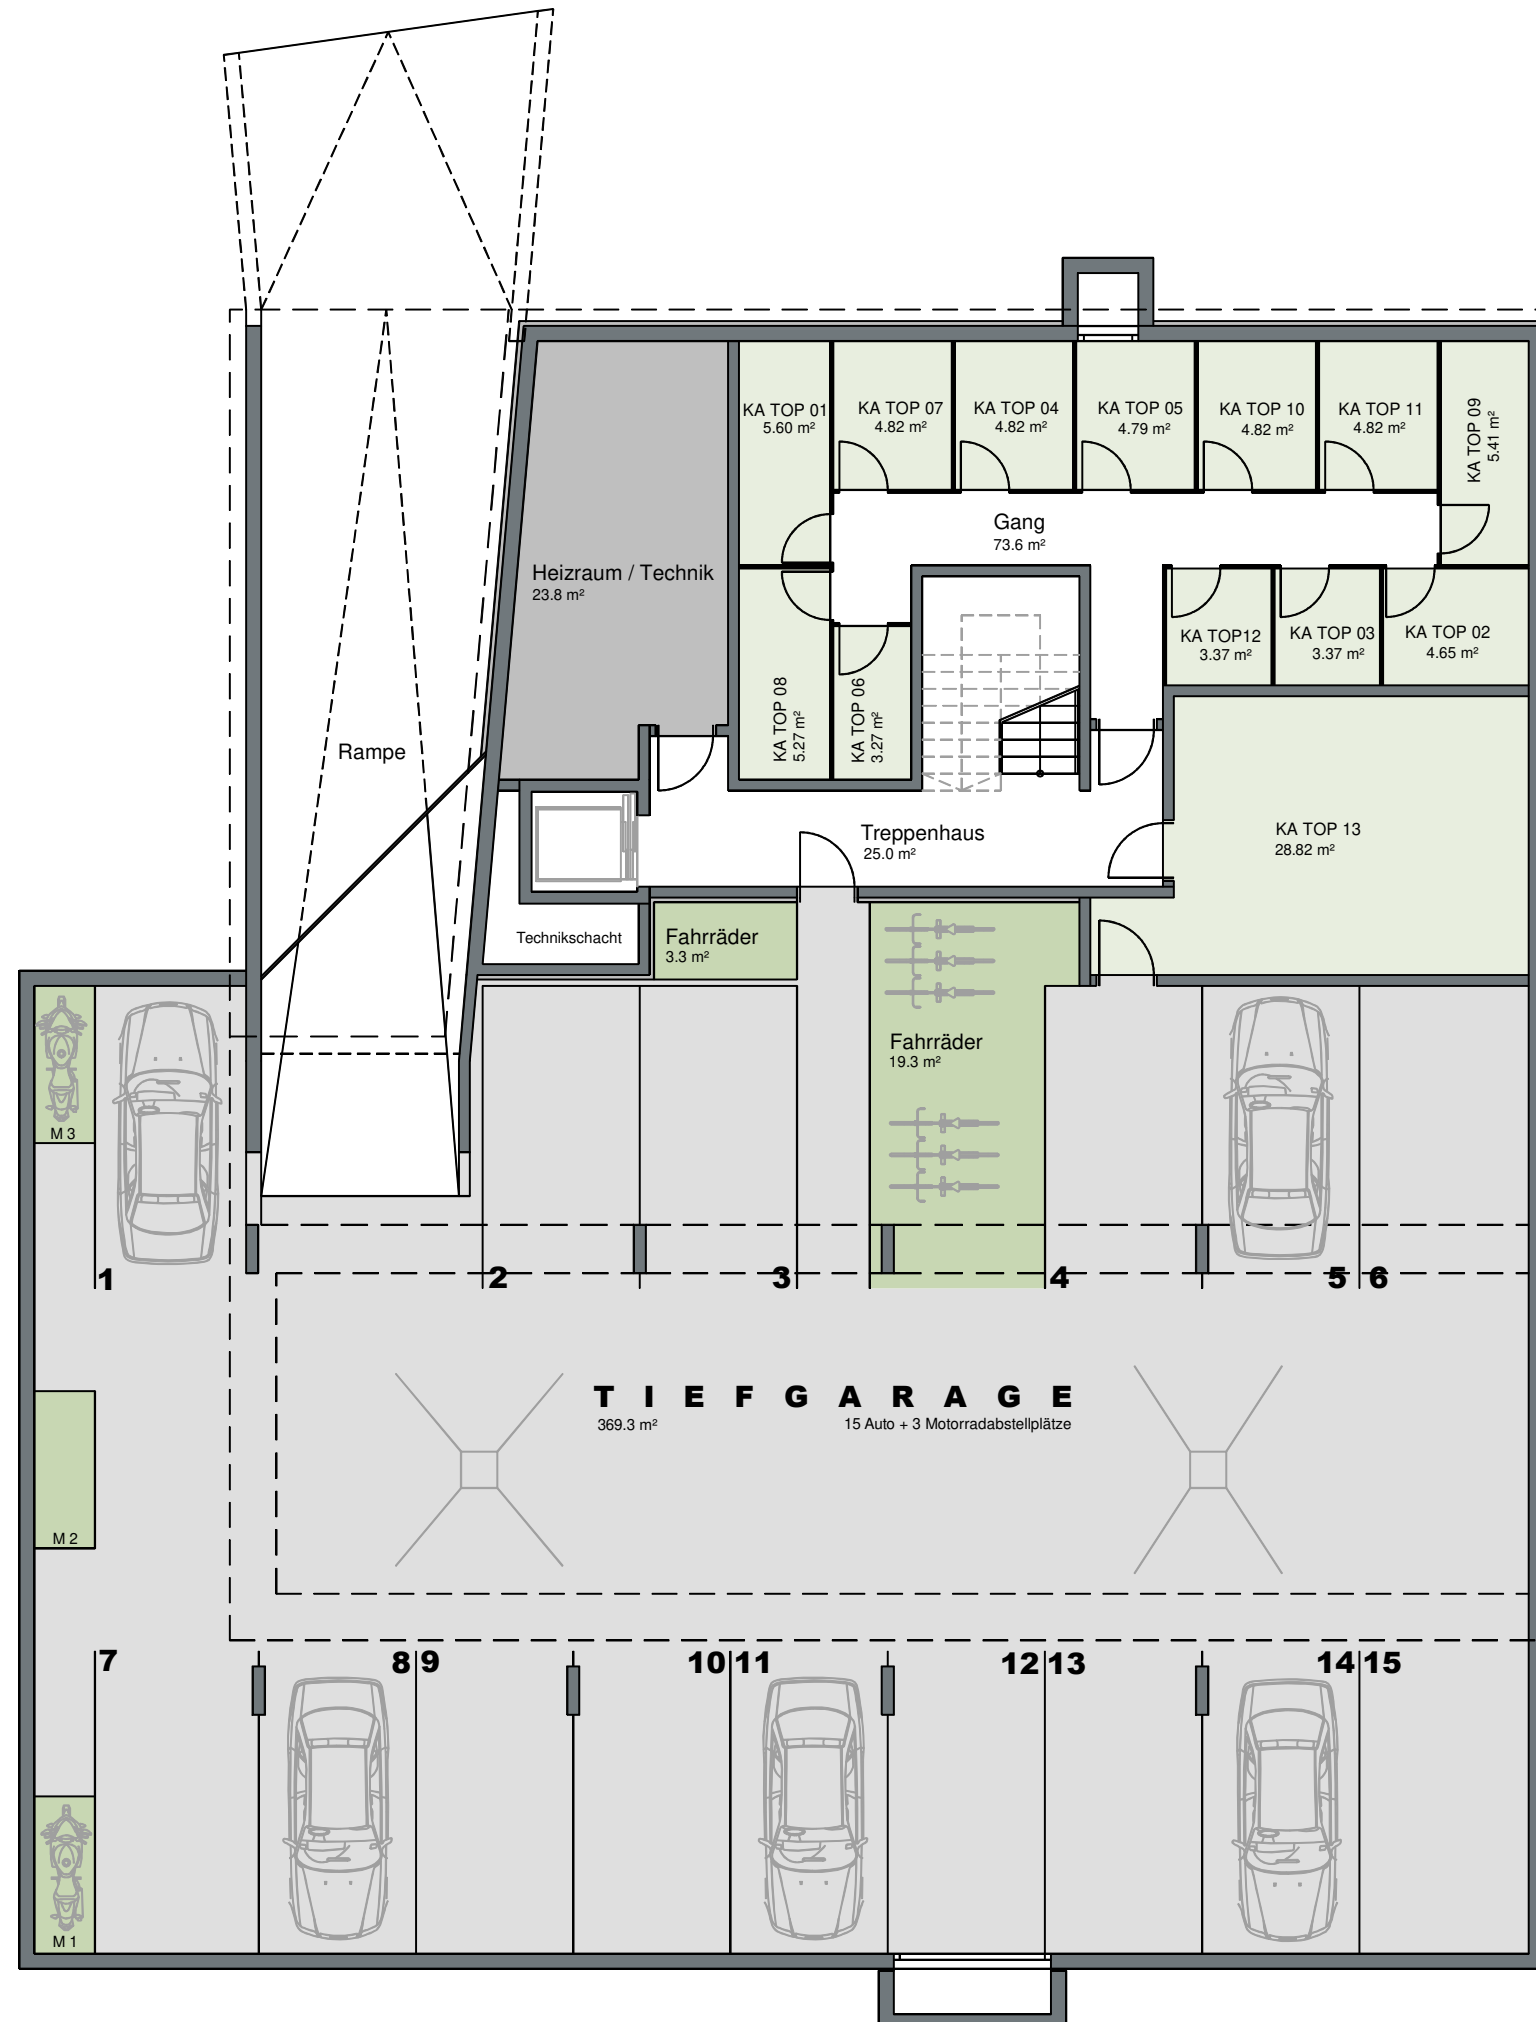 KA TOP 01
5.60 m²
KA TOP 07
4.82 m²
KA TOP 04
4.82 m²
KA TOP 05
4.79 m²
KA TOP 10
4.82 m²
KA TOP 11
4.82 m²
KA TOP 09
5.41 m²
Gang
73.6 m²
Heizraum / Technik
23.8 m²
KA TOP12
3.37 m²
KA TOP 03
3.37 m²
KA TOP 02
4.65 m²
KA TOP 08
5.27 m²
KA TOP 06
3.27 m²
Rampe
Treppenhaus
25.0 m²
KA TOP 13
28.82 m²
Technikschacht
Fahrräder
3.3 m²
Fahrräder
19.3 m²
M 3
1
2
3
4
5
6
TIEFGARAGE
369.3 m²
15 Auto + 3 Motorradabstellplätze
M 2
7
8
9
10
11
12
13
14
15
M 1